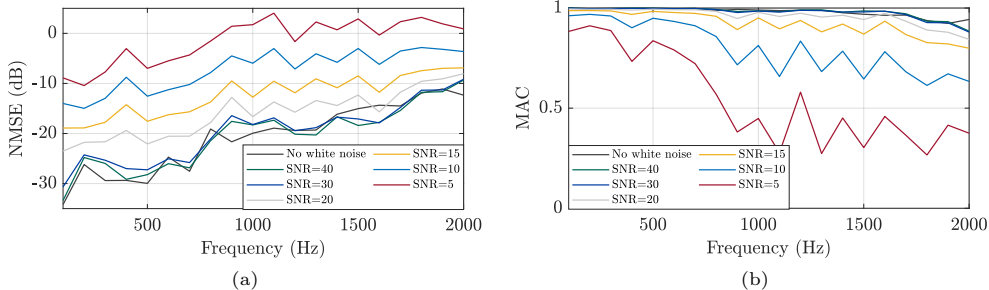 NMSE (dB)
0
-10
-20
-30
500
1000
1500
2000
Frequency (Hz)
No white noise
SNR=40
SNR=30
SNR=20
SNR=15
SNR=10
SNR=5
(a)
MAC
1
0.5
0
500
1000
1500
2000
Frequency (Hz)
No white noise
SNR=40
SNR=30
SNR=20
SNR=15
SNR=10
SNR=5
(b)